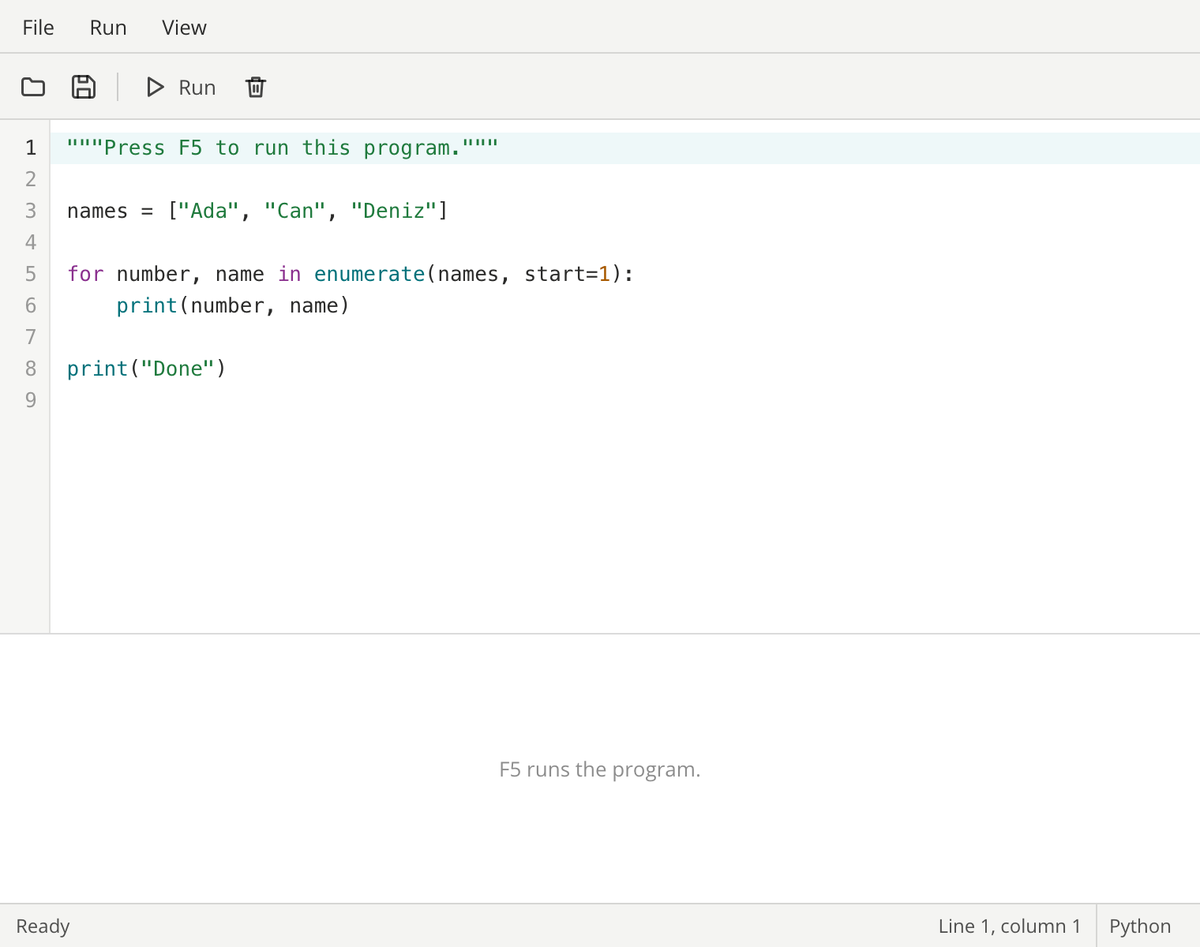 File Run View
Run
1 """Press F5 to run this program."""
2
3 names = ["Ada", "Can", "Deniz"]
4
5 for number, name in enumerate(names, start=1):
6     print(number, name)
7
8 print("Done")
9
F5 runs the program.
Ready Line 1, column 1 Python